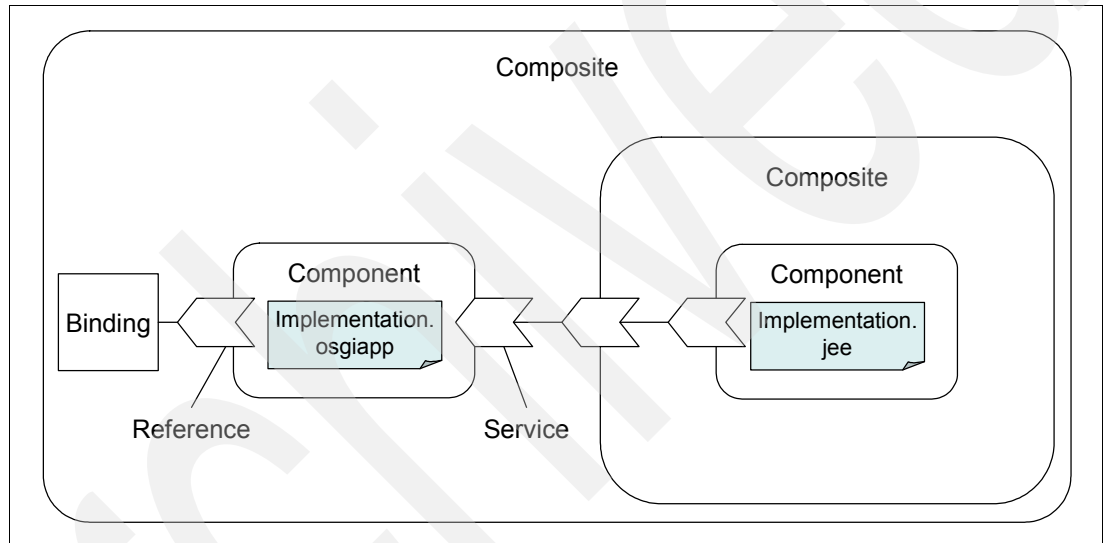 Composite
Composite
Component
Component
Binding
Implementation.
osgiapp
Implementation.
jee
Reference
Service